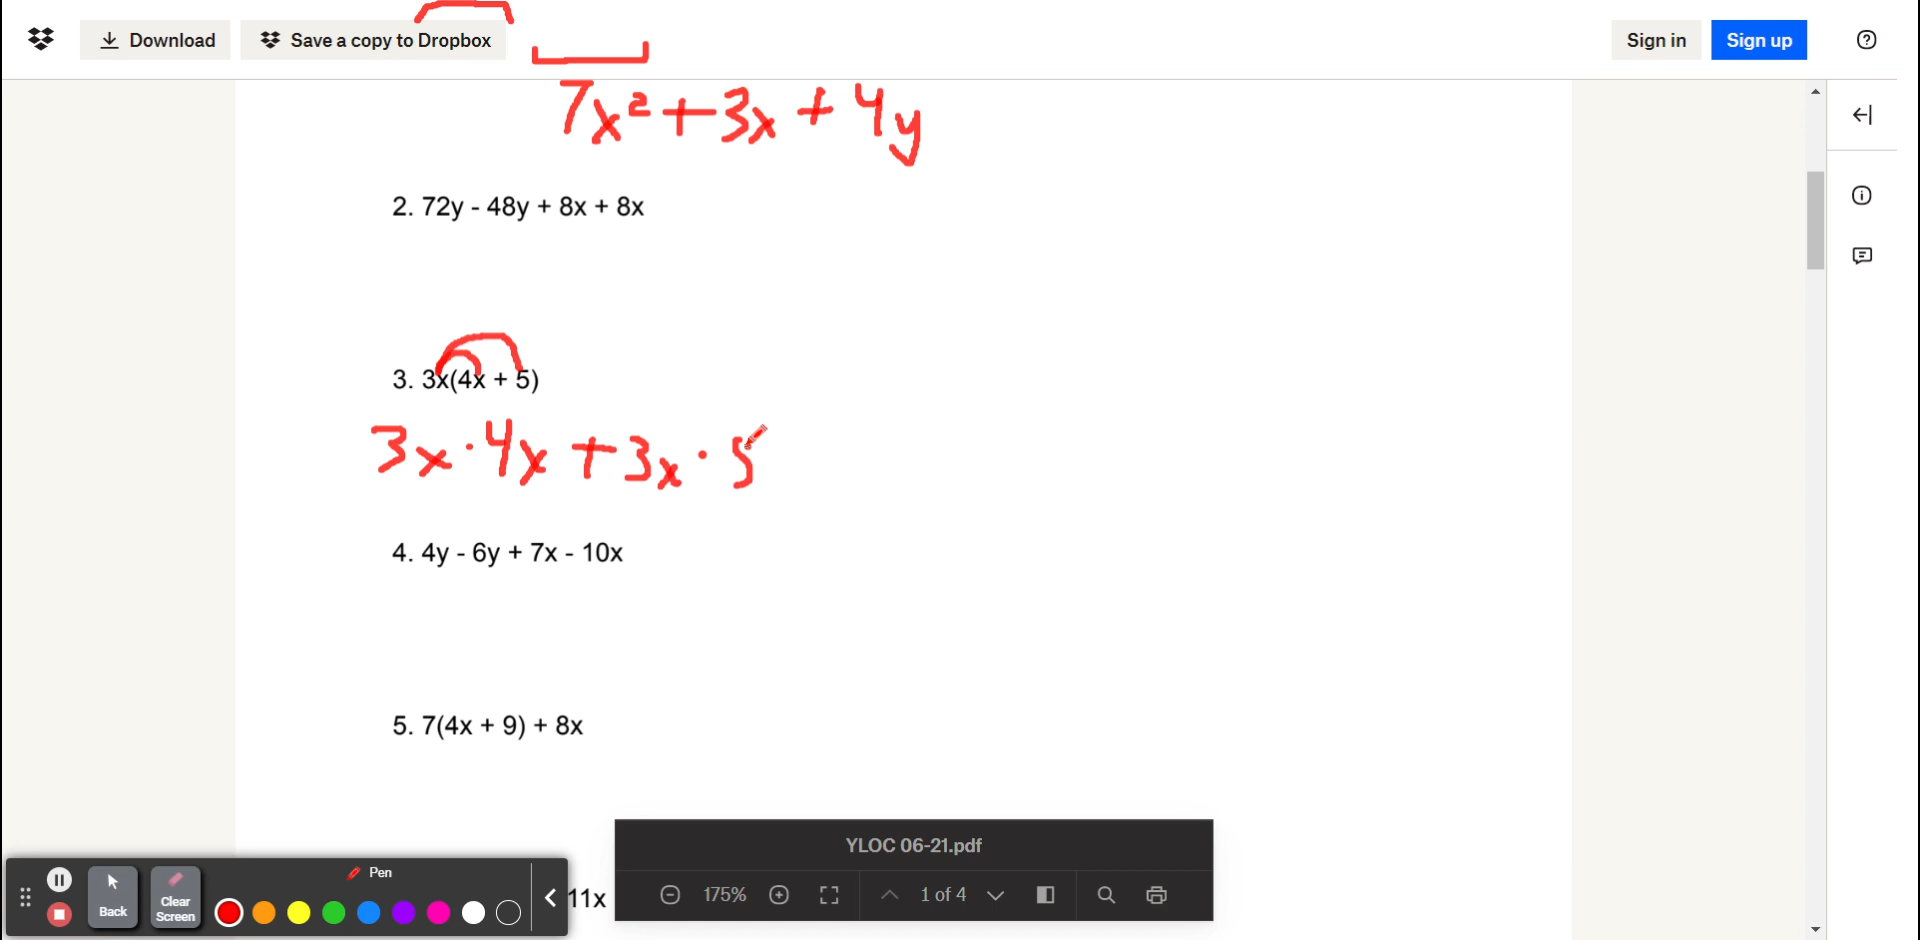 Download Save a copy to Dropbox Sign in Sign up
7x² + 3x + 4y
2. 72y - 48y + 8x + 8x
3. 3x(4x + 5)
3x · 4x + 3x · 5
4. 4y - 6y + 7x - 10x
5. 7(4x + 9) + 8x
11x
YLOC 06-21.pdf
175% 1 of 4
Pen
Back Clear Screen